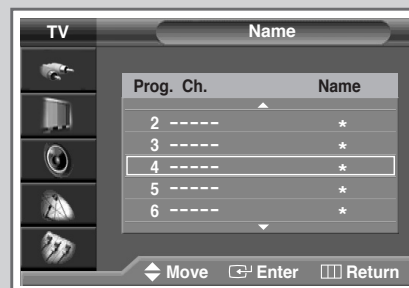 TV Name
Prog. Ch. Name
2 ----- *
3 ----- *
4 ----- *
5 ----- *
6 ----- *
Move Enter Return